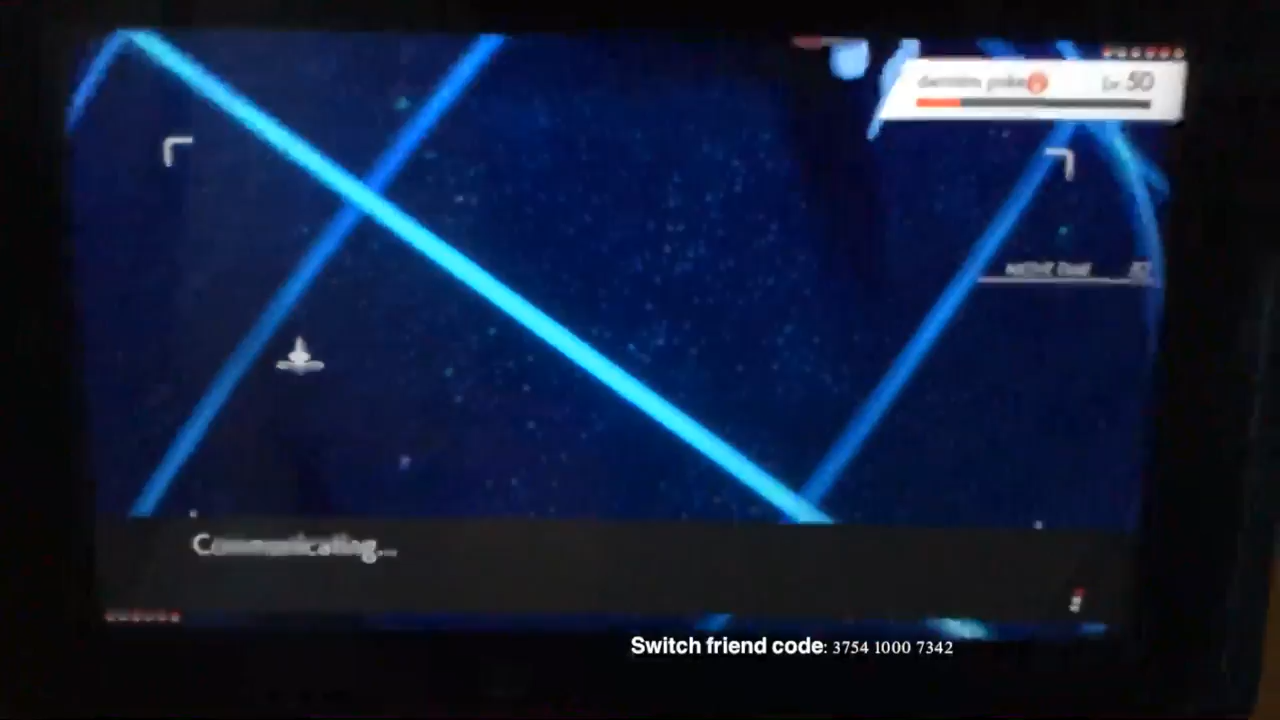 Lv. 50
Communicating...
Switch friend code: 3754 1000 7342